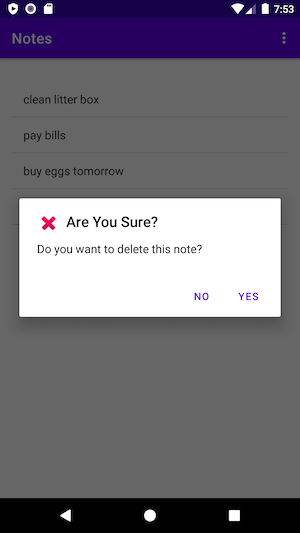 7:53
Notes
clean litter box
pay bills
buy eggs tomorrow
Are You Sure?
Do you want to delete this note?
NO YES